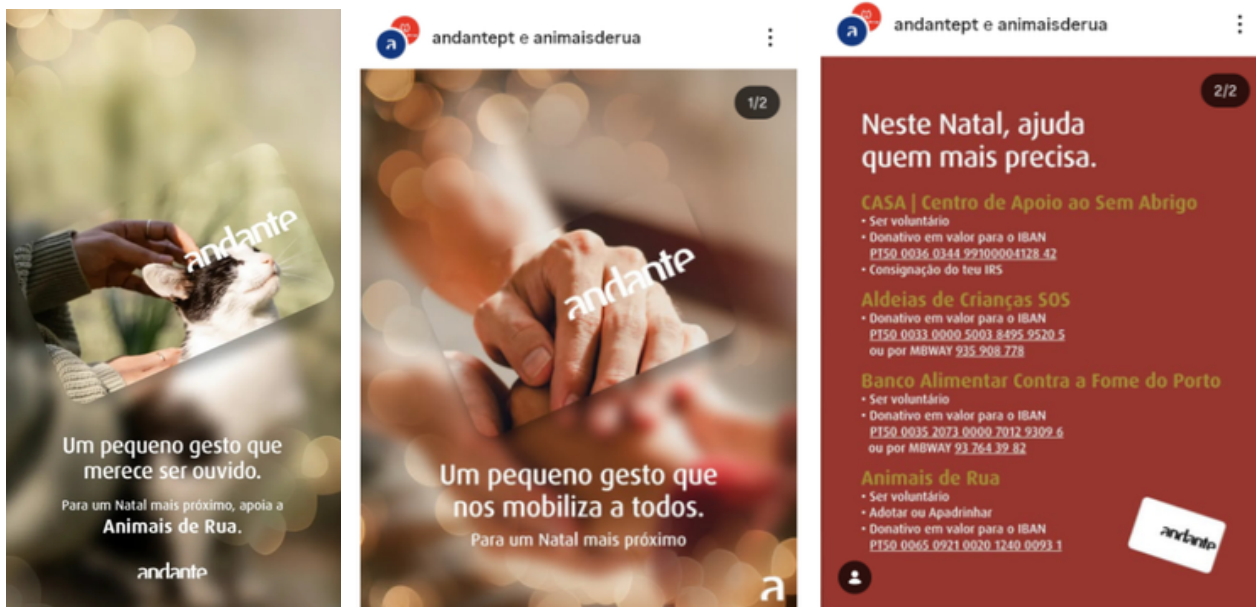 andante
Um pequeno gesto que
merece ser ouvido.
Para um Natal mais próximo, apoia a
Animais de Rua.
andante
a
andantept e animaisderua
1/2
andante
Um pequeno gesto que
nos mobiliza a todos.
Para um Natal mais próximo
a
a
andantept e animaisderua
2/2
Neste Natal, ajuda
quem mais precisa.
CASA | Centro de Apoio ao Sem Abrigo
• Ser voluntário
• Donativo em valor para o IBAN
PT50 0036 0344 99100004128 42
• Consignação do teu IRS
Aldeias de Crianças SOS
• Donativo em valor para o IBAN
PT50 0033 0000 5003 8495 9520 5
ou por MBWAY 935 908 778
Banco Alimentar Contra a Fome do Porto
• Ser voluntário
• Donativo em valor para o IBAN
PT50 0035 2073 0000 7012 9309 6
ou por MBWAY 93 764 39 82
Animais de Rua
• Ser voluntário
• Adotar ou Apadrinhar
• Donativo em valor para o IBAN
PT50 0065 0921 0020 1240 0093 1
andante